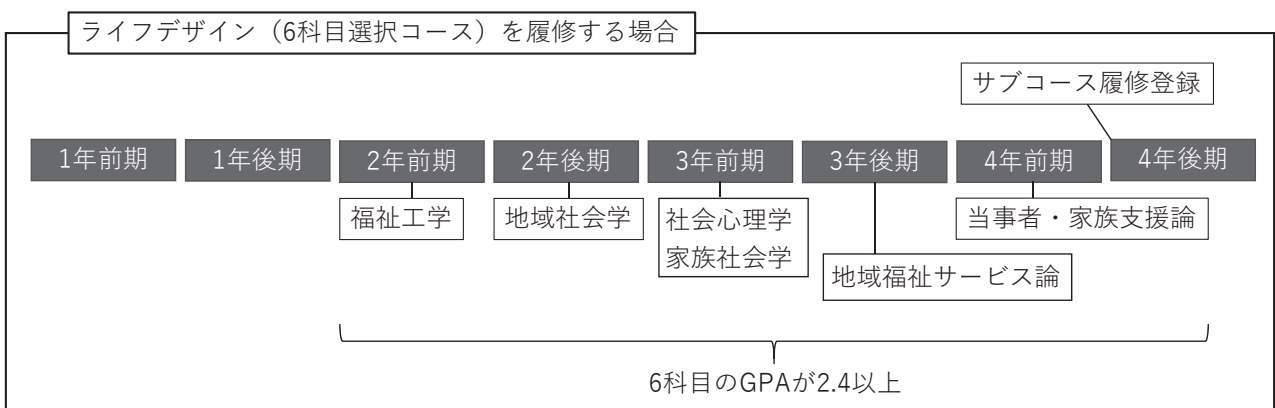 ライフデザイン（6科目選択コース）を履修する場合
サブコース履修登録
1年前期
1年後期
2年前期
2年後期
3年前期
3年後期
4年前期
4年後期
福祉工学
地域社会学
社会心理学
家族社会学
地域福祉サービス論
当事者・家族支援論
6科目のGPAが2.4以上